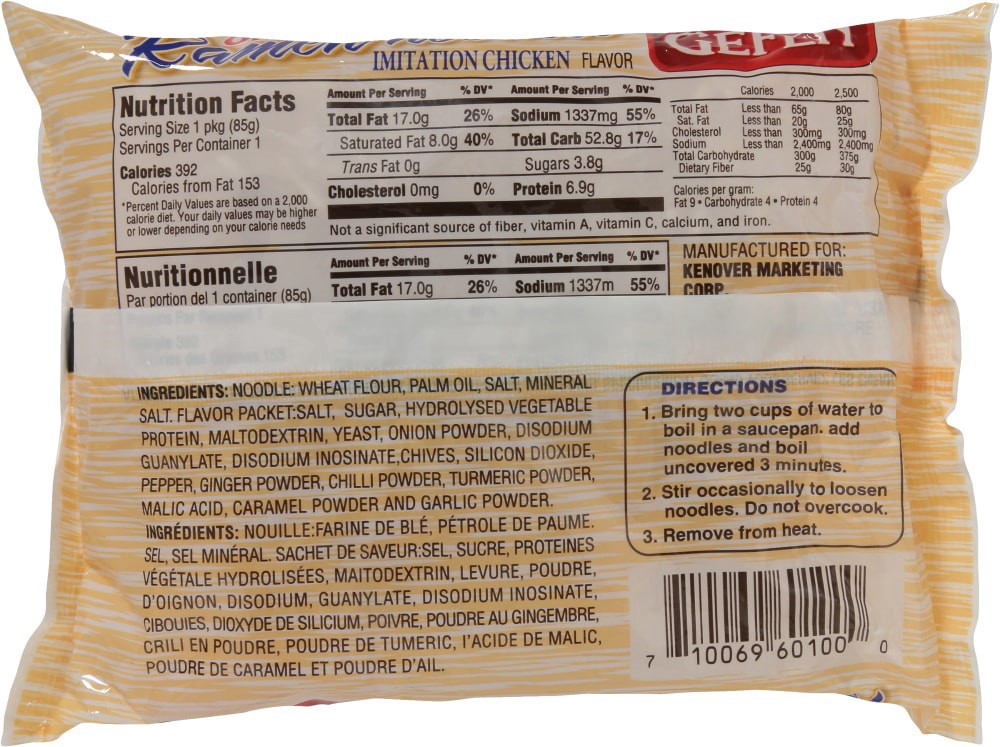 Ramen
GEFEN
IMITATION CHICKEN FLAVOR
Nutrition Facts
Serving Size 1 pkg (85g)
Servings Per Container 1
Calories 392
Calories from Fat 153
*Percent Daily Values are based on a 2,000
calorie diet. Your daily values may be higher
or lower depending on your calorie needs
Amount Per Serving % DV* Amount Per Serving % DV*
Total Fat 17.0g 26% Sodium 1337mg 55%
Saturated Fat 8.0g 40% Total Carb 52.8g 17%
Trans Fat 0g Sugars 3.8g
Cholesterol 0mg 0% Protein 6.9g
Not a significant source of fiber, vitamin A, vitamin C, calcium, and iron.
Calories 2,000 2,500
Total Fat Less than 65g 80g
Sat. Fat Less than 20g 25g
Cholesterol Less than 300mg 300mg
Sodium Less than 2,400mg 2,400mg
Total Carbohydrate 300g 375g
Dietary Fiber 25g 30g
Calories per gram:
Fat 9 • Carbohydrate 4 • Protein 4
Nuritionnelle
Par portion del 1 container (85g)
Amount Per Serving % DV* Amount Per Serving % DV*
Total Fat 17.0g 26% Sodium 1337m 55%
MANUFACTURED FOR:
KENOVER MARKETING
CORP.
INGREDIENTS: NOODLE: WHEAT FLOUR, PALM OIL, SALT, MINERAL
SALT. FLAVOR PACKET:SALT, SUGAR, HYDROLYSED VEGETABLE
PROTEIN, MALTODEXTRIN, YEAST, ONION POWDER, DISODIUM
GUANYLATE, DISODIUM INOSINATE,CHIVES, SILICON DIOXIDE,
PEPPER, GINGER POWDER, CHILLI POWDER, TURMERIC POWDER,
MALIC ACID, CARAMEL POWDER AND GARLIC POWDER.
INGRÉDIENTS: NOUILLE:FARINE DE BLÉ, PÉTROLE DE PAUME.
SEL, SEL MINÉRAL. SACHET DE SAVEUR:SEL, SUCRE, PROTEINES
VÉGÉTALE HYDROLISÉES, MAITODEXTRIN, LEVURE, POUDRE,
D'OIGNON, DISODIUM, GUANYLATE, DISODIUM INOSINATE,
CIBOUIES, DIOXYDE DE SILICIUM, POIVRE, POUDRE AU GINGEMBRE,
CRILI EN POUDRE, POUDRE DE TUMERIC, l'ACIDE DE MALIC,
POUDRE DE CARAMEL ET POUDRE D'AIL.
DIRECTIONS
1. Bring two cups of water to
boil in a saucepan. add
noodles and boil
uncovered 3 minutes.
2. Stir occasionally to loosen
noodles. Do not overcook.
3. Remove from heat.
7 10069 60100 0